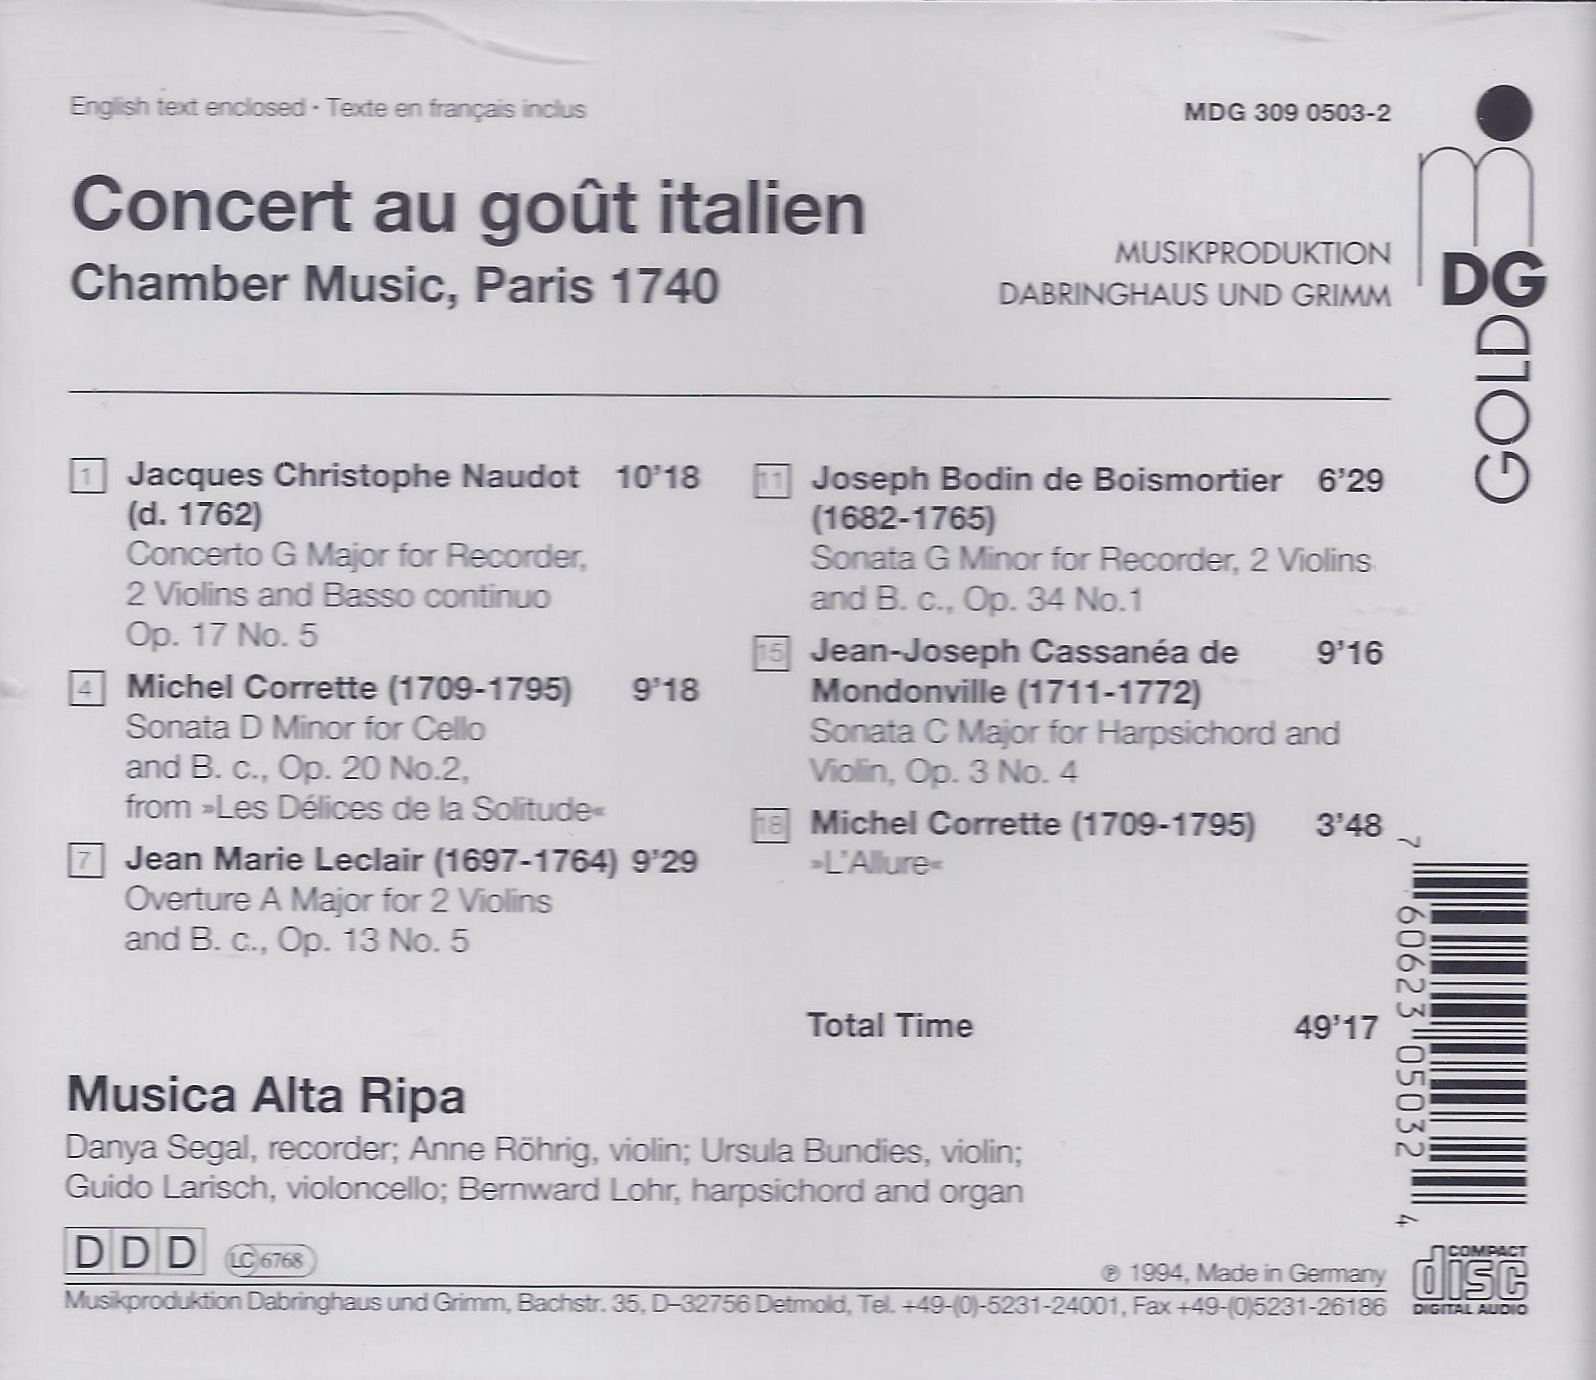 English text enclosed · Texte en français inclus
MDG 309 0503-2
Concert au goût italien
Chamber Music, Paris 1740
MUSIKPRODUKTION
DABRINGHAUS UND GRIMM
DG
GOLD
1 Jacques Christophe Naudot 10'18
(d. 1762)
Concerto G Major for Recorder,
2 Violins and Basso continuo
Op. 17 No. 5
4 Michel Corrette (1709-1795) 9'18
Sonata D Minor for Cello
and B. c., Op. 20 No.2,
from »Les Délices de la Solitude«
7 Jean Marie Leclair (1697-1764) 9'29
Overture A Major for 2 Violins
and B. c., Op. 13 No. 5
11 Joseph Bodin de Boismortier 6'29
(1682-1765)
Sonata G Minor for Recorder, 2 Violins
and B. c., Op. 34 No.1
15 Jean-Joseph Cassanéa de 9'16
Mondonville (1711-1772)
Sonata C Major for Harpsichord and
Violin, Op. 3 No. 4
18 Michel Corrette (1709-1795) 3'48
»L'Allure«
Total Time 49'17
7 60623 05032 4
Musica Alta Ripa
Danya Segal, recorder; Anne Röhrig, violin; Ursula Bundies, violin;
Guido Larisch, violoncello; Bernward Lohr, harpsichord and organ
DDD
LC 6768
℗ 1994, Made in Germany
Musikproduktion Dabringhaus und Grimm, Bachstr. 35, D–32756 Detmold, Tel. +49-(0)-5231-24001, Fax +49-(0)5231-26186
COMPACT
disc
DIGITAL AUDIO